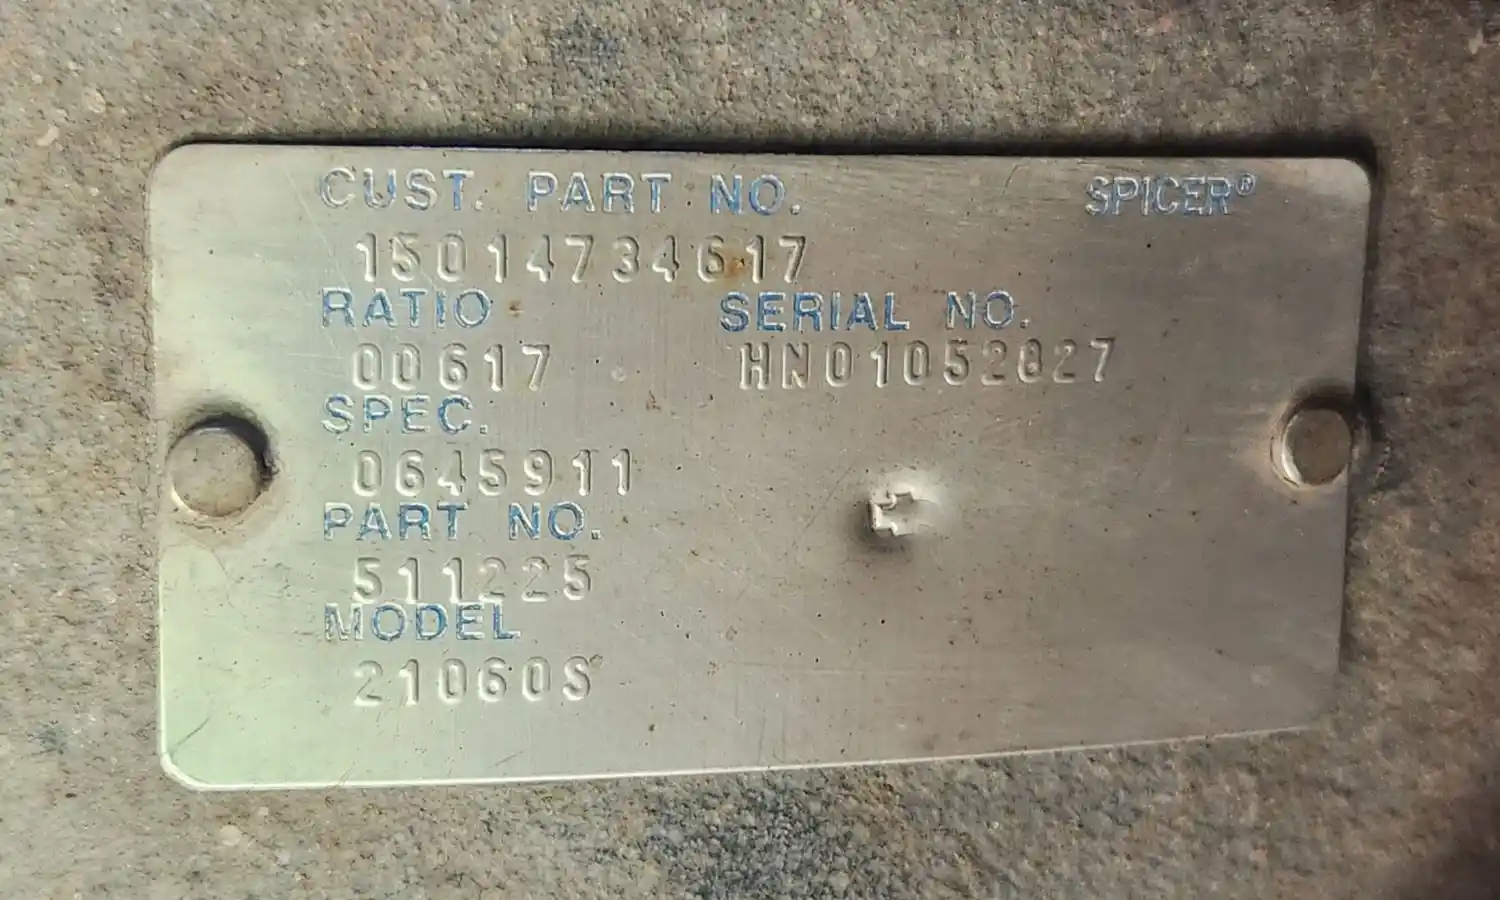 CUST. PART NO. SPICER®
15014734617
RATIO SERIAL NO.
00617 HN01052827
SPEC.
0645911
PART NO.
511225
MODEL
21060S